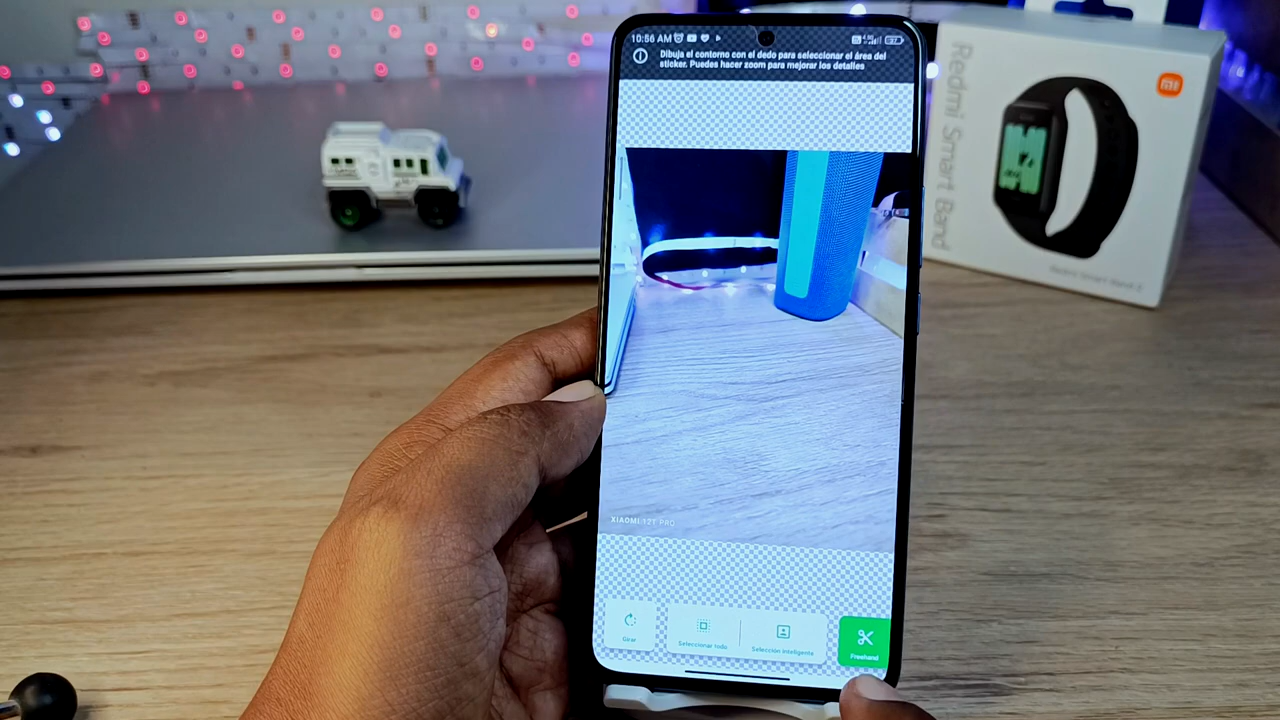 10:56 AM
Dibuja el contorno con el dedo para seleccionar el área del
sticker. Puedes hacer zoom para mejorar los detalles
XIAOMI 12T PRO
Girar
Seleccionar todo
Selección inteligente
Freehand
Redmi Smart Band
mi